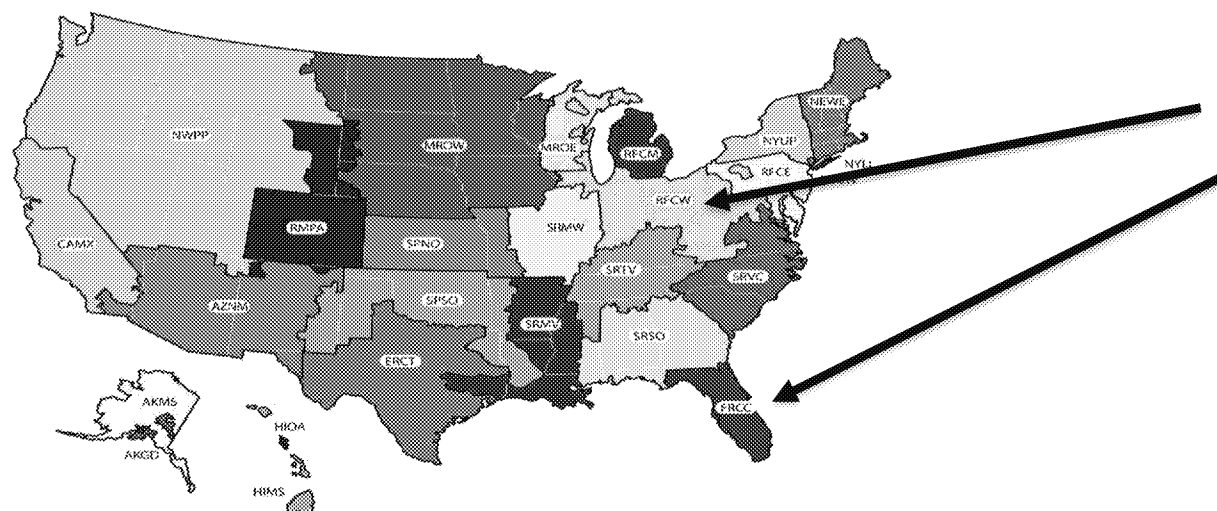 NWPP
MROW
MROE
RFCM
NYUP
NEWE
RFCE
RFCW
RMPA
CAMX
SPNO
SRMW
SRTV
SRVC
AZNM
SPSO
SRMV
SRSO
ERCT
FRCC
AKMS
AKGD
HIOA
HIMS